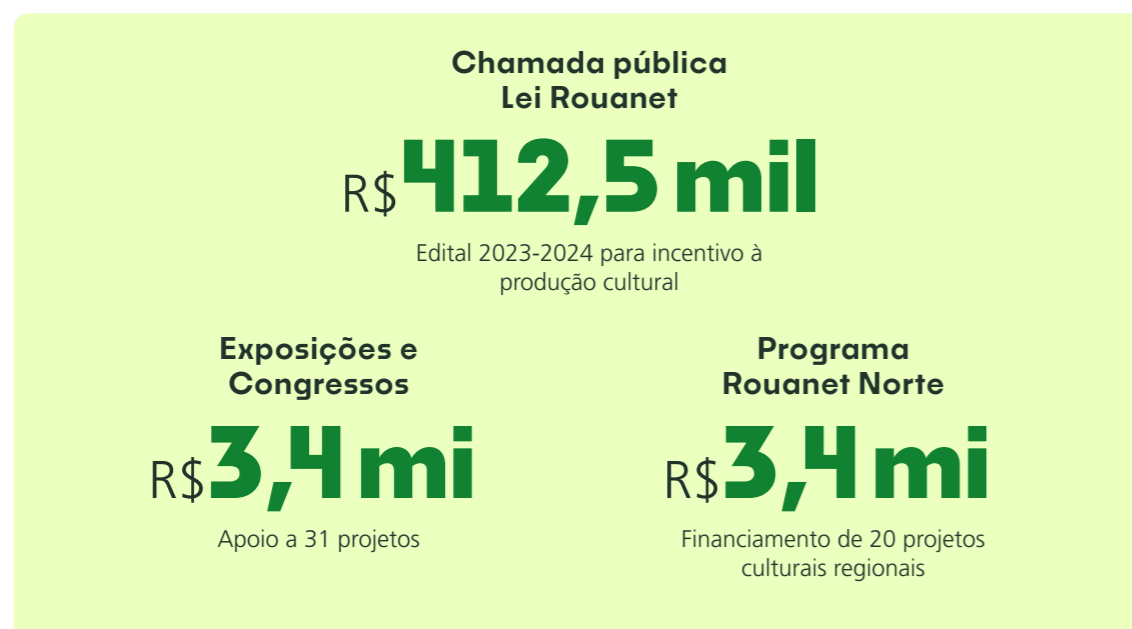 Chamada pública
Lei Rouanet
R$ 412,5 mil
Edital 2023-2024 para incentivo à
produção cultural
Exposições e
Congressos
R$ 3,4 mi
Apoio a 31 projetos
Programa
Rouanet Norte
R$ 3,4 mi
Financiamento de 20 projetos
culturais regionais